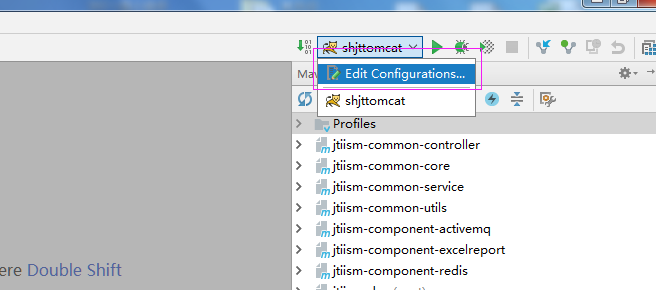 shjttomcat
Edit Configurations...
shjttomcat
Profiles
jtiism-common-controller
jtiism-common-core
jtiism-common-service
jtiism-common-utils
jtiism-component-activemq
jtiism-component-excelreport
jtiism-component-redis
ere Double Shift